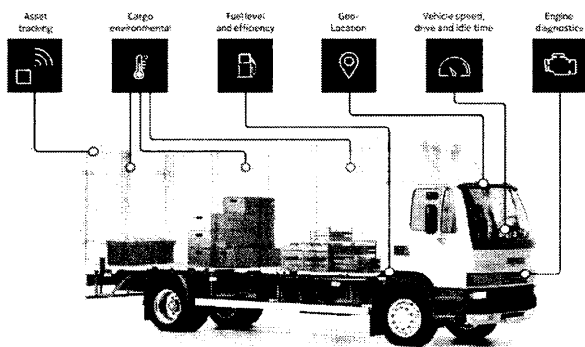 Asset
tracking
Cargo
environmental
Fuel level
and efficiency
Geo-
Location
Vehicle speed,
drive and idle time
Engine
diagnostics